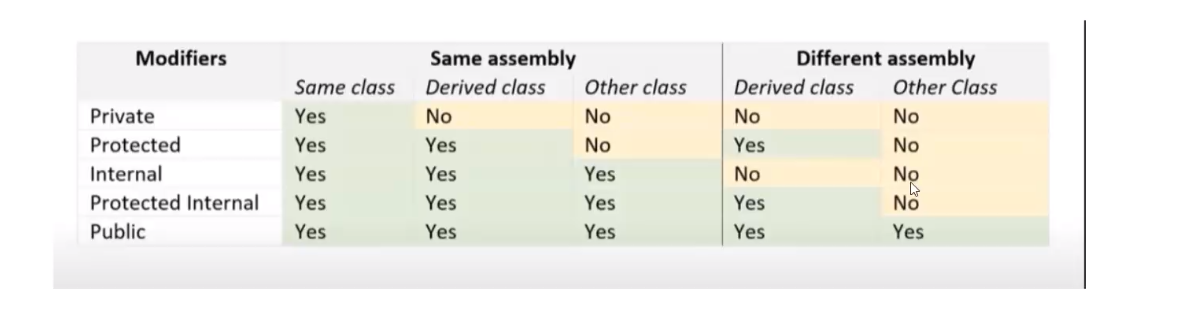 Modifiers Same assembly Different assembly
Same class Derived class Other class Derived class Other Class
Private Yes No No No No
Protected Yes Yes No Yes No
Internal Yes Yes Yes No No
Protected Internal Yes Yes Yes Yes No
Public Yes Yes Yes Yes Yes